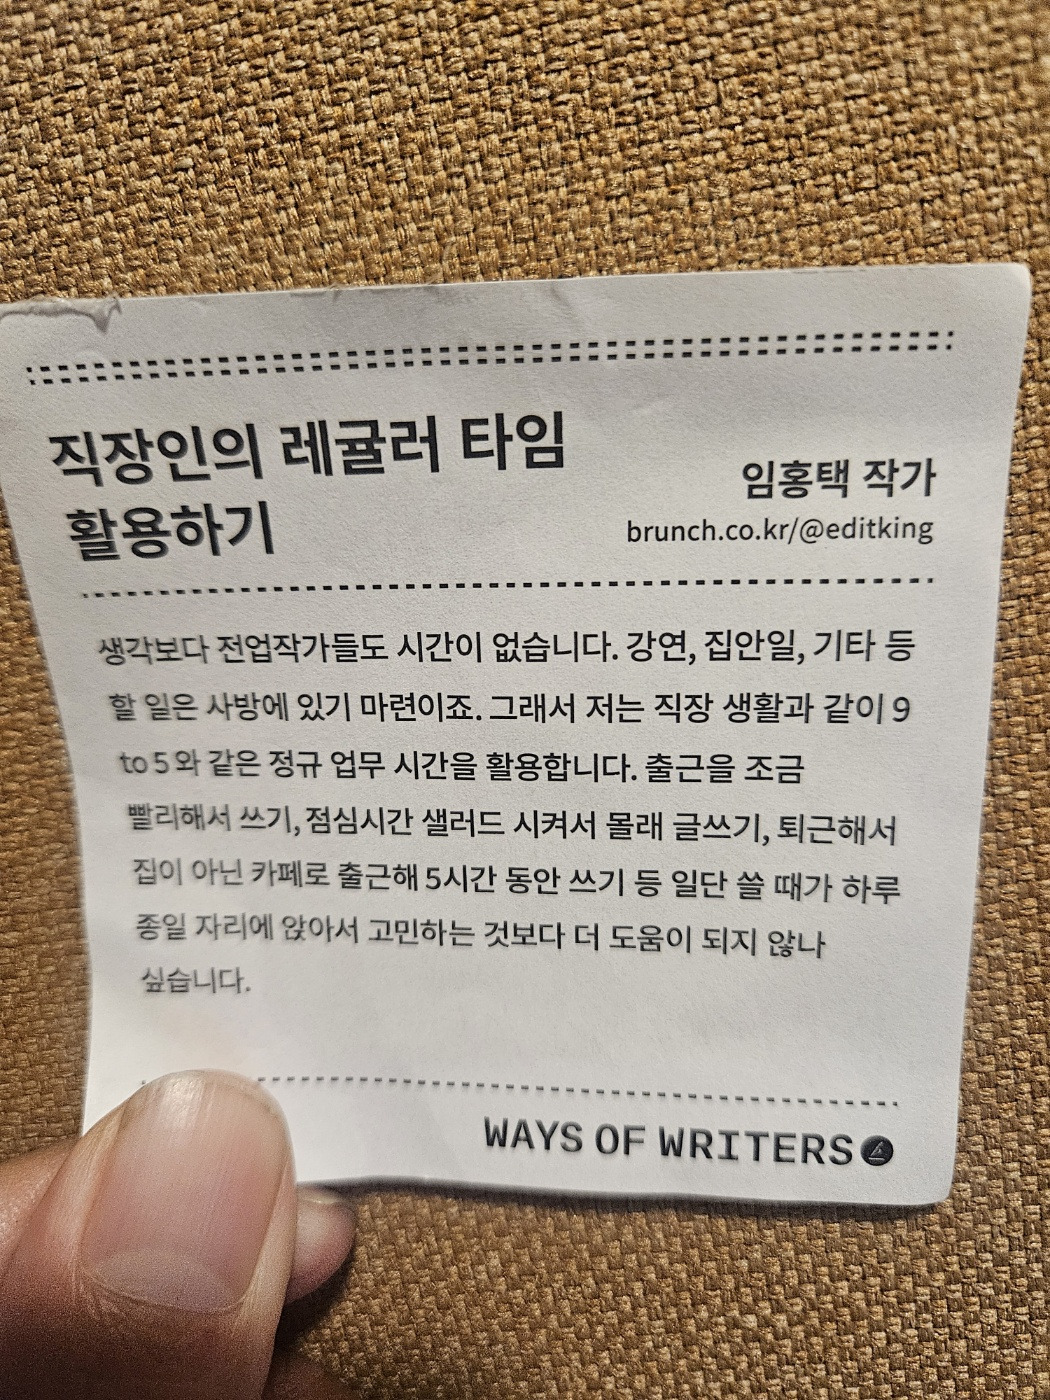 직장인의 레귤러 타임
활용하기
임홍택 작가
brunch.co.kr/@editking
생각보다 전업작가들도 시간이 없습니다. 강연, 집안일, 기타 등
할 일은 사방에 있기 마련이죠. 그래서 저는 직장 생활과 같이 9
to 5 와 같은 정규 업무 시간을 활용합니다. 출근을 조금
빨리해서 쓰기, 점심시간 샐러드 시켜서 몰래 글쓰기, 퇴근해서
집이 아닌 카페로 출근해 5시간 동안 쓰기 등 일단 쓸 때가 하루
종일 자리에 앉아서 고민하는 것보다 더 도움이 되지 않나
싶습니다.
WAYS OF WRITERS